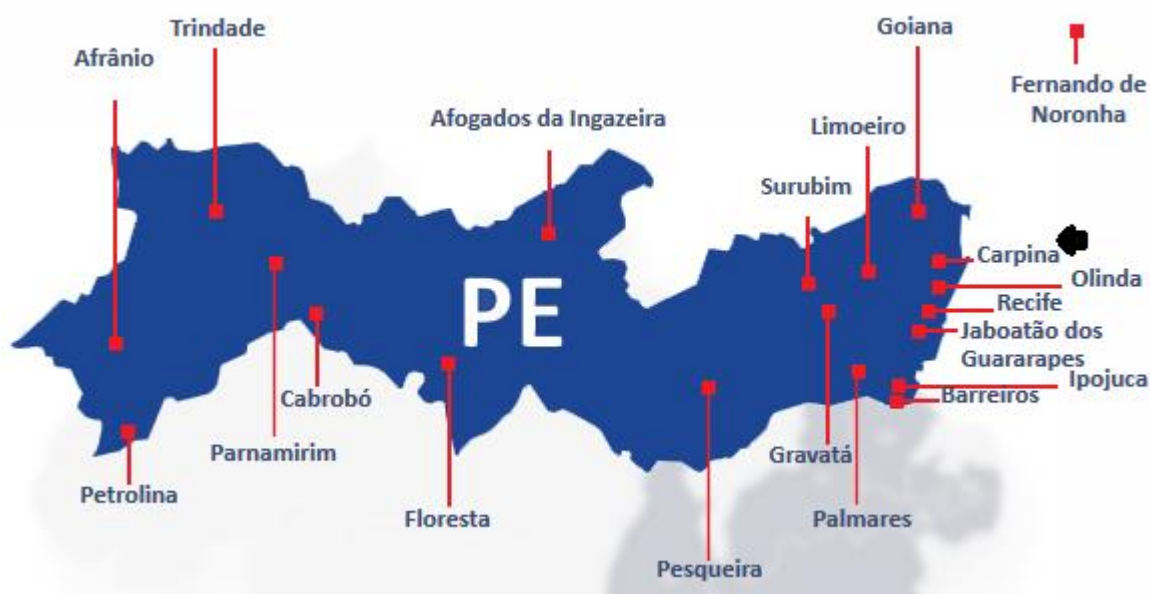 Trindade
Goiana
Afrânio
Fernando de
Noronha
Afogados da Ingazeira
Limoeiro
Surubim
Carpina
Olinda
PE
Recife
Jaboatão dos
Guararapes
Ipojuca
Barreiros
Cabrobó
Parnamirim
Gravatá
Petrolina
Floresta
Palmares
Pesqueira